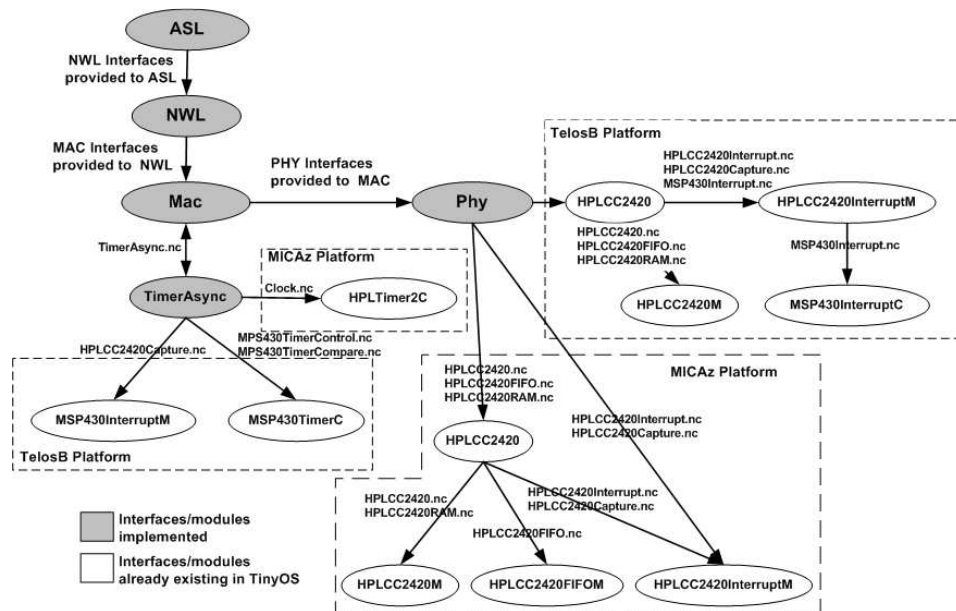 ASL
NWL Interfaces
provided to ASL
NWL
MAC Interfaces
provided to NWL
PHY Interfaces
provided to MAC
Mac
Phy
TelosB Platform
HPLCC2420Interrupt.nc
HPLCC2420Capture.nc
MSP430Interrupt.nc
HPLCC2420
HPLCC2420InterruptM
HPLCC2420.nc
HPLCC2420FIFO.nc
HPLCC2420RAM.nc
MSP430Interrupt.nc
HPLCC2420M
MSP430InterruptC
TimerAsync.nc
MICAz Platform
TimerAsync
Clock.nc
HPLTimer2C
HPLCC2420Capture.nc
MPS430TimerControl.nc
MPS430TimerCompare.nc
MSP430InterruptM
MSP430TimerC
TelosB Platform
MICAz Platform
HPLCC2420.nc
HPLCC2420FIFO.nc
HPLCC2420RAM.nc
HPLCC2420Interrupt.nc
HPLCC2420Capture.nc
HPLCC2420
HPLCC2420.nc
HPLCC2420RAM.nc
HPLCC2420Interrupt.nc
HPLCC2420Capture.nc
HPLCC2420FIFO.nc
HPLCC2420M
HPLCC2420FIFOM
HPLCC2420InterruptM
Interfaces/modules
implemented
Interfaces/modules
already existing in TinyOS